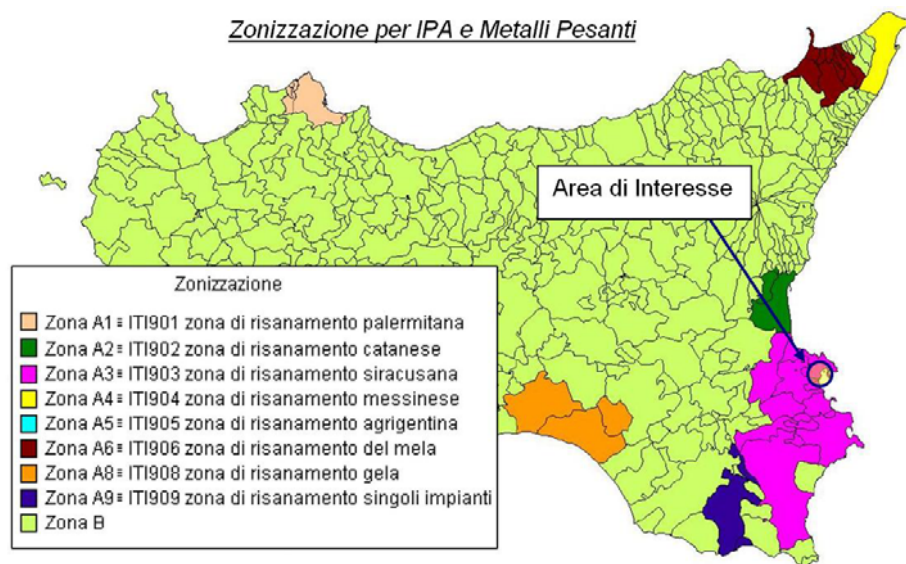 Zonizzazione per IPA e Metalli Pesanti
Area di Interesse
Zonizzazione
Zona A1 = ITI901 zona di risanamento palermitana
Zona A2 = ITI902 zona di risanamento catanese
Zona A3 = ITI903 zona di risanamento siracusana
Zona A4 = ITI904 zona di risanamento messinese
Zona A5 = ITI905 zona di risanamento agrigentina
Zona A6 = ITI906 zona di risanamento del mela
Zona A8 = ITI908 zona di risanamento gela
Zona A9 = ITI909 zona di risanamento singoli impianti
Zona B